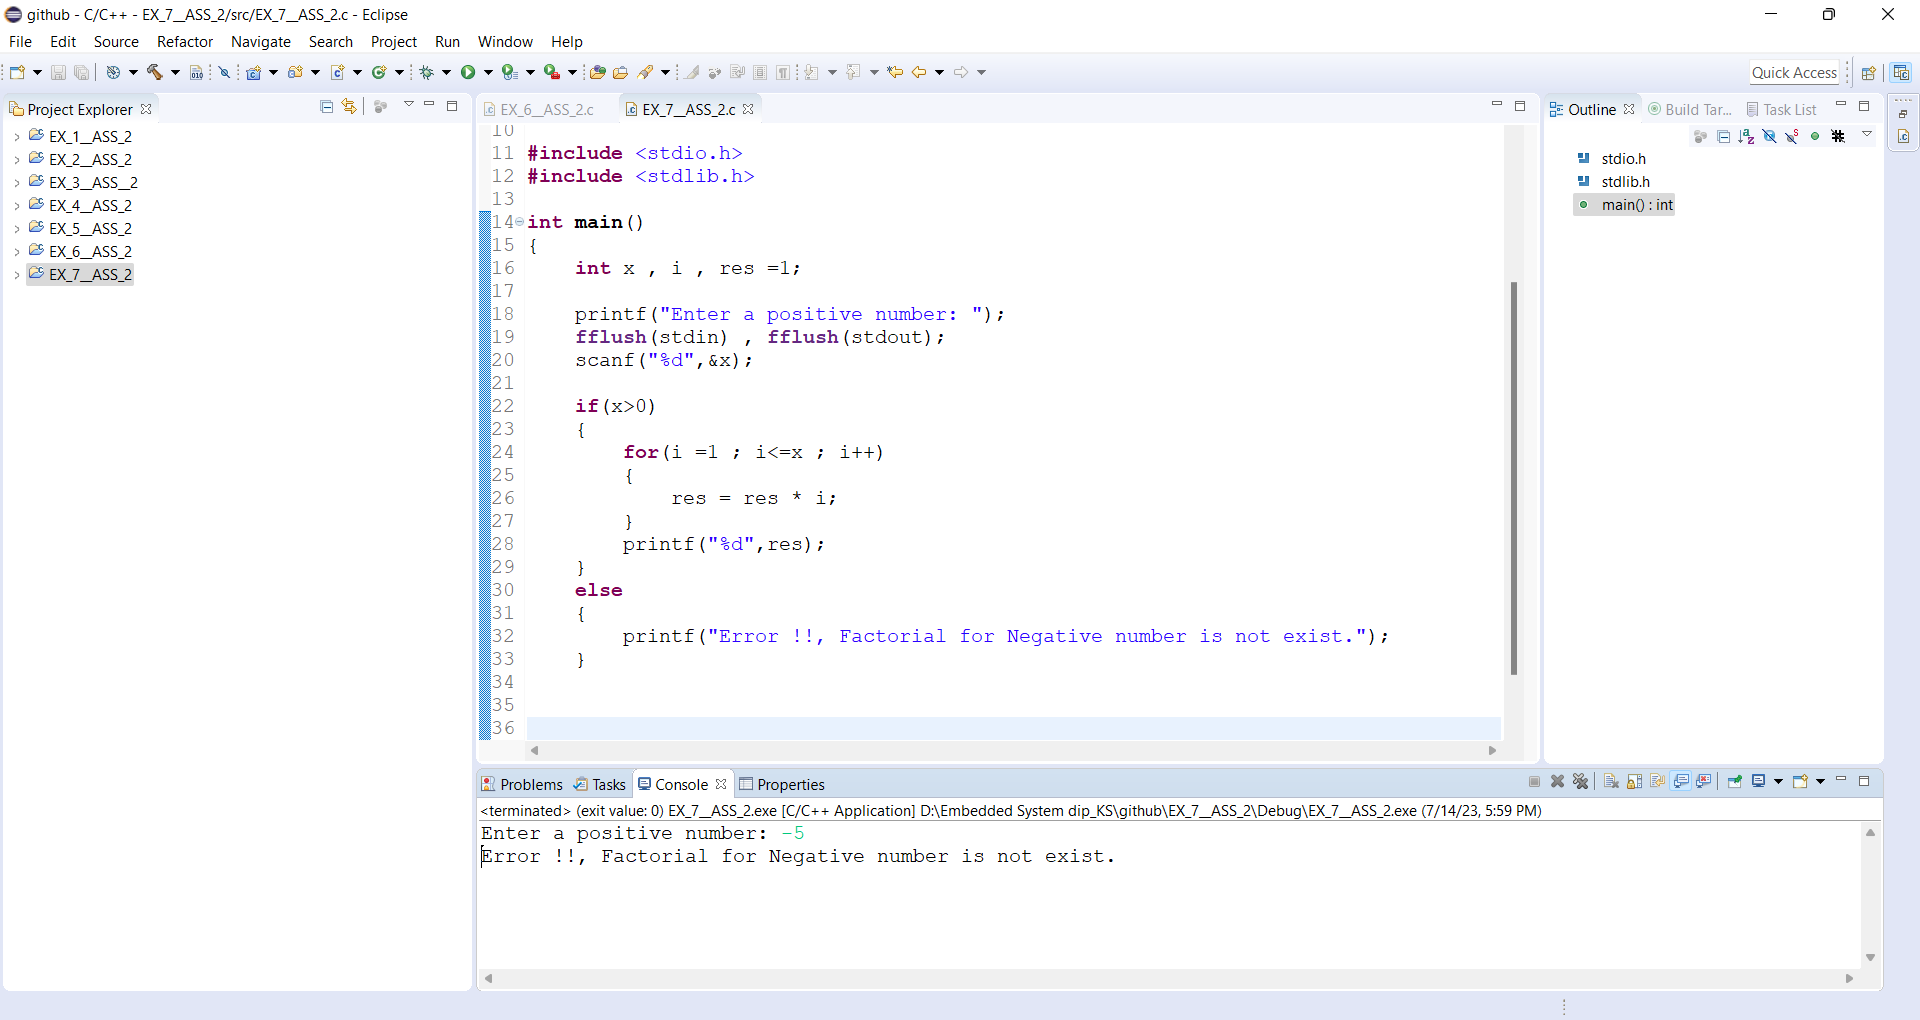 github - C/C++ - EX_7__ASS_2/src/EX_7__ASS_2.c - Eclipse
File Edit Source Refactor Navigate Search Project Run Window Help
Quick Access
Project Explorer
EX_1__ASS_2
EX_2__ASS_2
EX_3__ASS__2
EX_4__ASS_2
EX_5__ASS_2
EX_6__ASS_2
EX_7__ASS_2
EX_6__ASS_2.c EX_7__ASS_2.c
10
11 #include <stdio.h>
12 #include <stdlib.h>
13
14 int main()
15 {
16     int x , i , res =1;
17
18     printf("Enter a positive number: ");
19     fflush(stdin) , fflush(stdout);
20     scanf("%d",&x);
21
22     if(x>0)
23     {
24         for(i =1 ; i<=x ; i++)
25         {
26             res = res * i;
27         }
28         printf("%d",res);
29     }
30     else
31     {
32         printf("Error !!, Factorial for Negative number is not exist.");
33     }
34
35
36
Outline Build Tar... Task List
stdio.h
stdlib.h
main() : int
Problems Tasks Console Properties
<terminated> (exit value: 0) EX_7__ASS_2.exe [C/C++ Application] D:\Embedded System dip_KS\github\EX_7__ASS_2\Debug\EX_7__ASS_2.exe (7/14/23, 5:59 PM)
Enter a positive number: -5
Error !!, Factorial for Negative number is not exist.